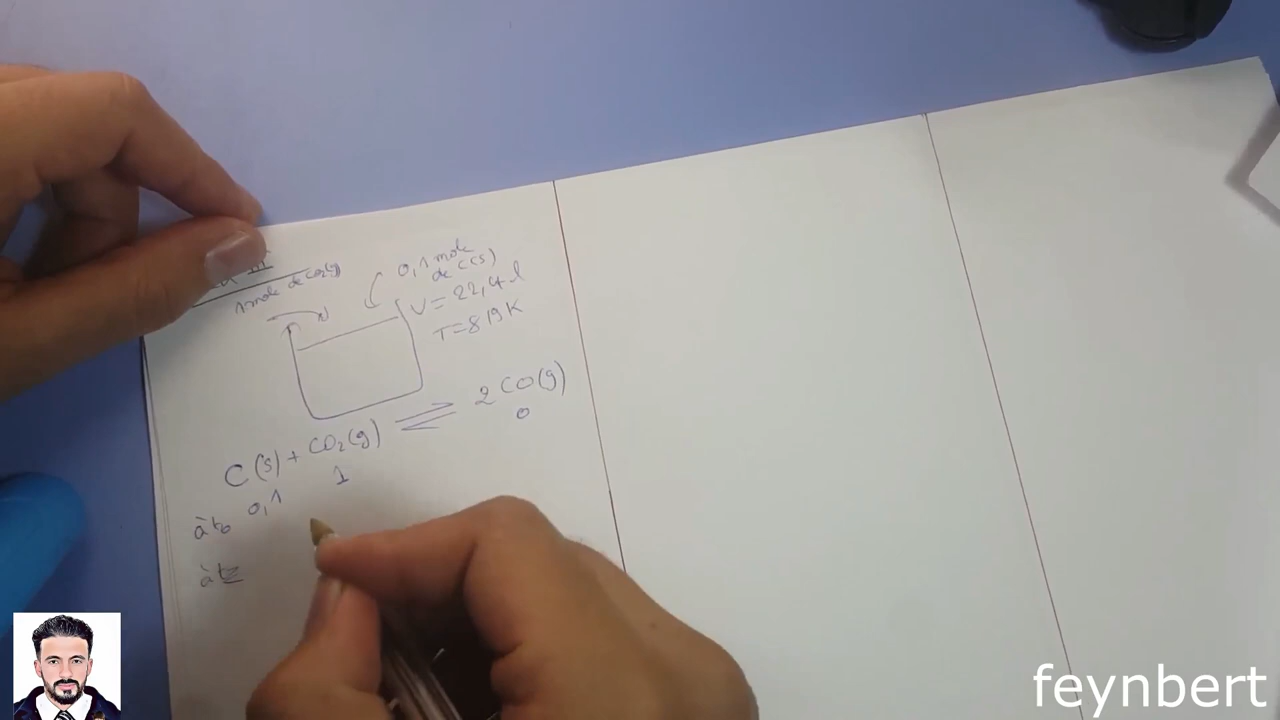 II
1 mole de CO₂(g)
0,1 mole
de C(s)
V = 22,4 l
T = 819 K
C(s) + CO₂(g) ⇌ 2 CO(g)
à t₀ 0,1 1 0
à t
feynbert